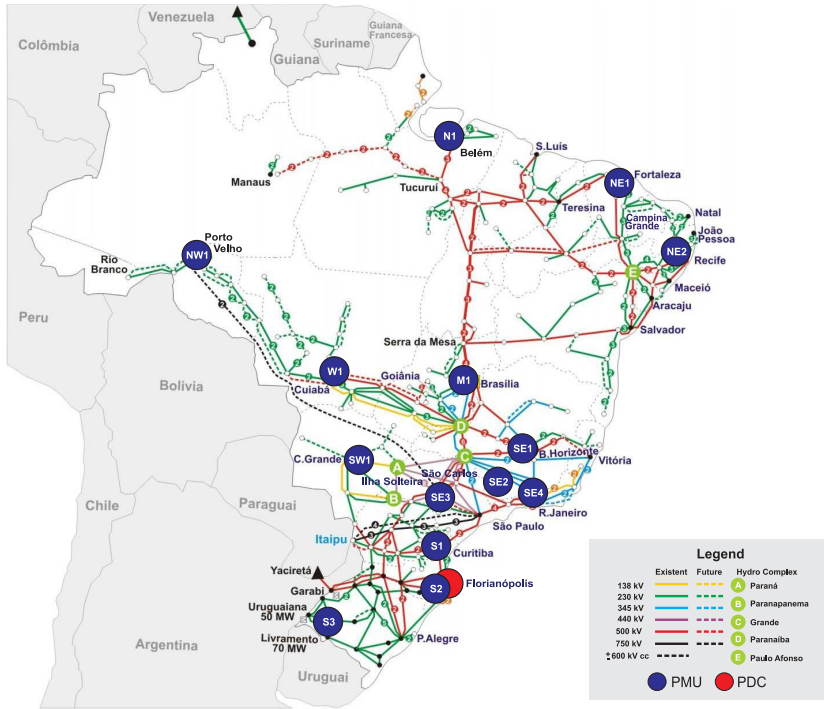 Venezuela
Guiana
Francesa
Colômbia
Suriname
Guiana
N1
Belém
S.Luís
Manaus
Tucuruí
Fortaleza
NE1
Teresina
Campina
Grande
Natal
João
Pessoa
Porto
Velho
NW1
NE2
Recife
Rio
Branco
E
Maceió
Aracaju
Peru
Salvador
Serra da Mesa
W1
Goiânia
M1
Brasília
Bolivia
Cuiabá
D
SE1
B.Horizonte
C.Grande
SW1
A
C
Vitória
São Carlos
Ilha Solteira
SE2
B
SE3
SE4
R.Janeiro
Chile
Paraguai
São Paulo
Itaipu
S1
Curitiba
Yaciretá
Garabi
S2
Florianópolis
Uruguaiana
50 MW
S3
Livramento
70 MW
P.Alegre
Argentina
Uruguai
Legend
Existent Future Hydro Complex
138 kV A Paraná
230 kV B Paranapanema
345 kV
440 kV C Grande
500 kV D Paranaíba
750 kV
±600 kV cc E Paulo Afonso
PMU PDC